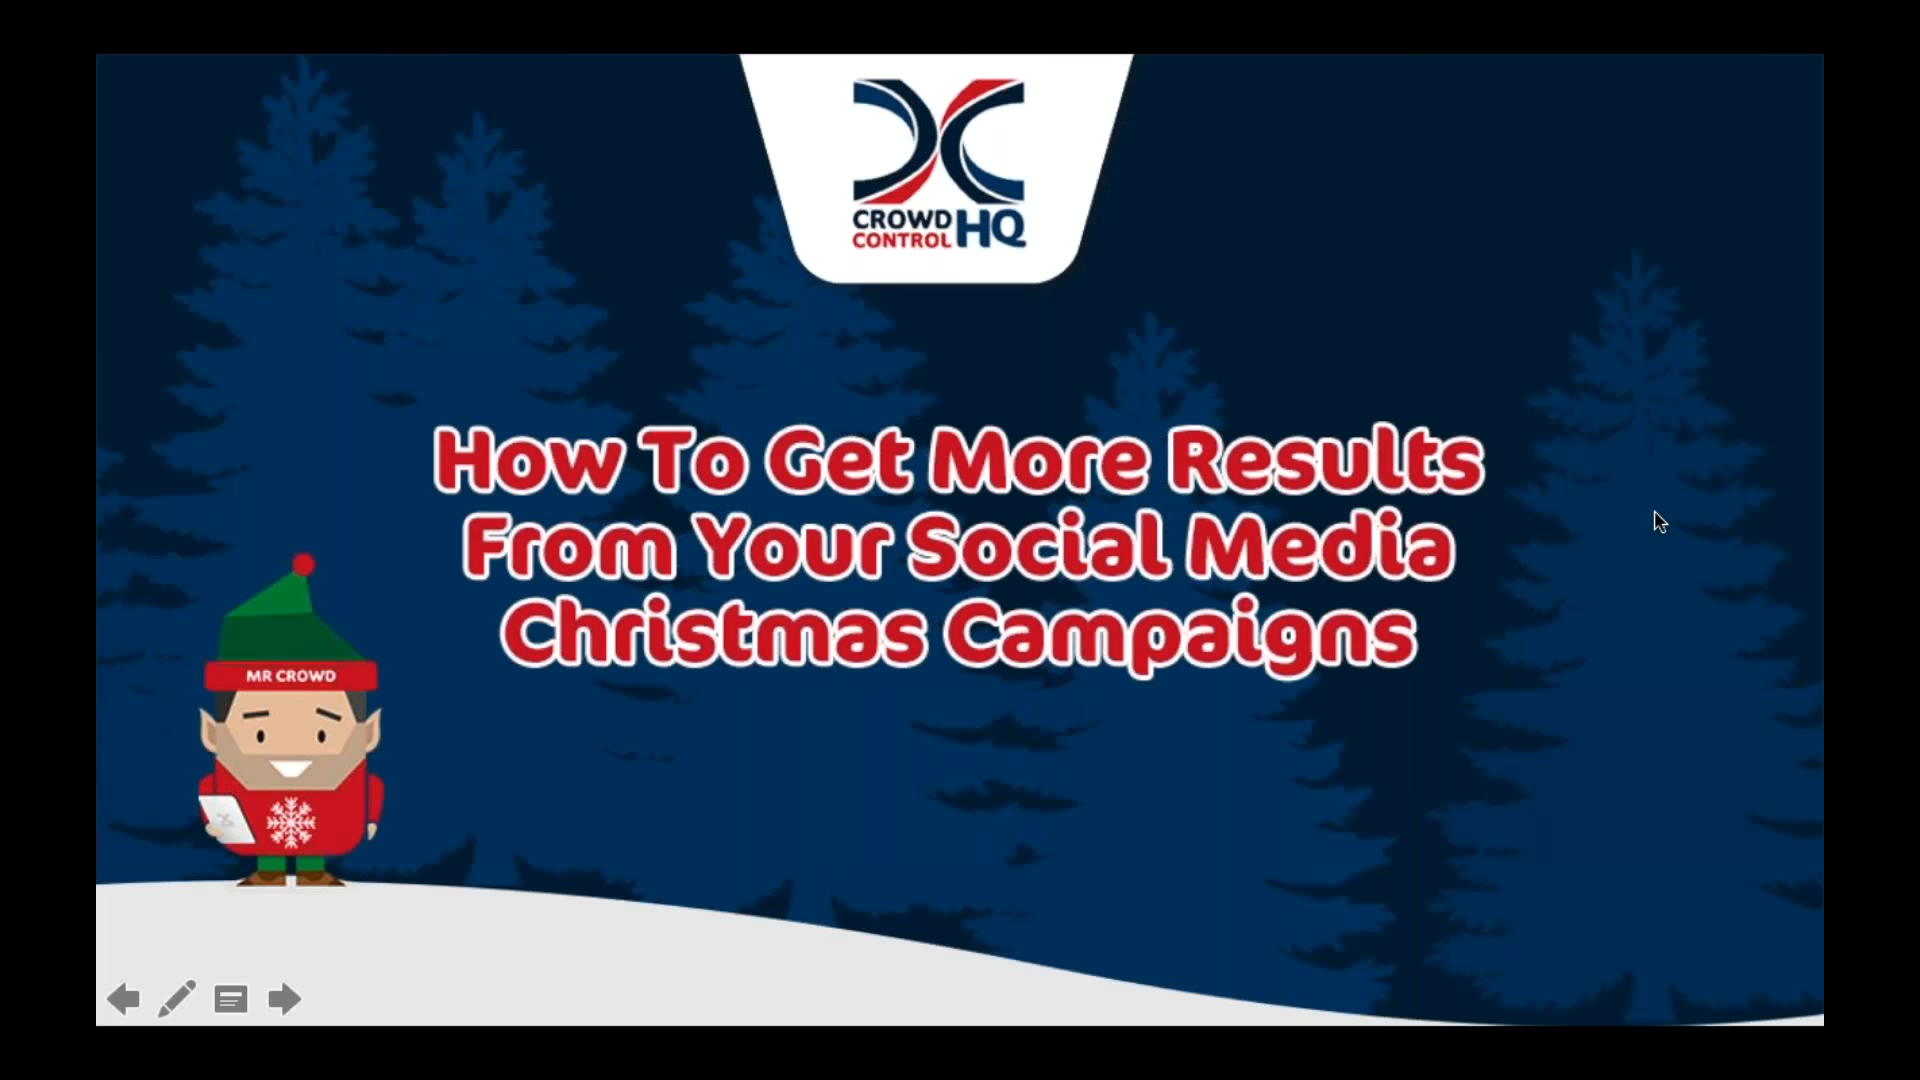 CROWD
CONTROL HQ
How To Get More Results
From Your Social Media
Christmas Campaigns
MR CROWD